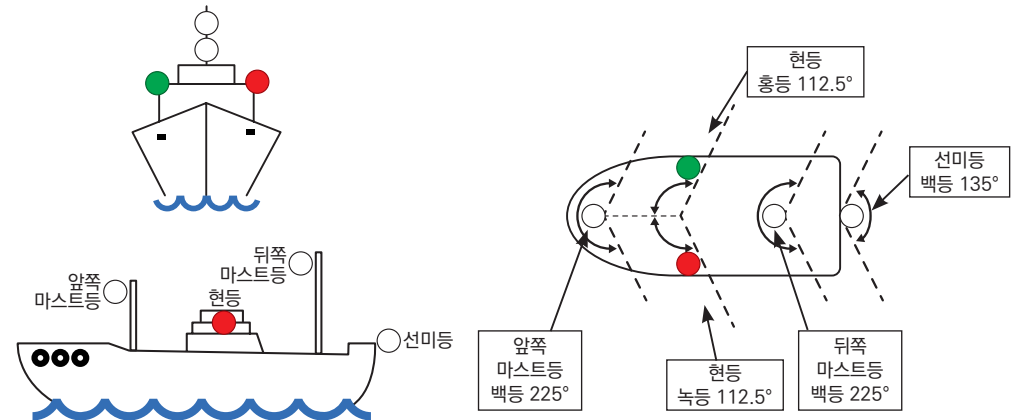 현등
홍등 112.5°
선미등
백등 135°
뒤쪽
마스트등
앞쪽
마스트등
현등
선미등
앞쪽
마스트등
백등 225°
현등
녹등 112.5°
뒤쪽
마스트등
백등 225°